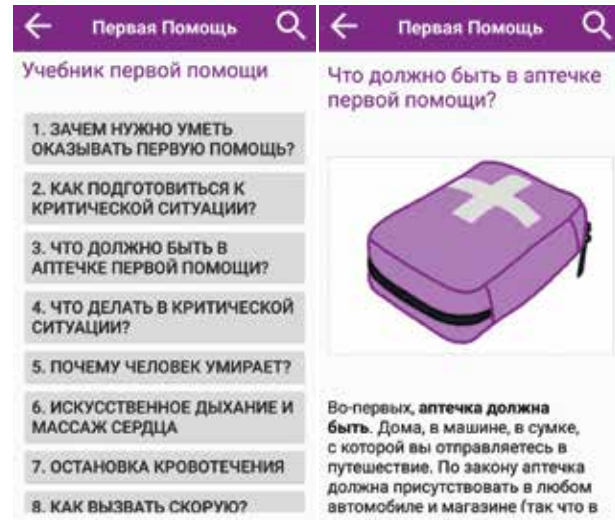 Первая Помощь
Учебник первой помощи
1. ЗАЧЕМ НУЖНО УМЕТЬ
ОКАЗЫВАТЬ ПЕРВУЮ ПОМОЩЬ?
2. КАК ПОДГОТОВИТЬСЯ К
КРИТИЧЕСКОЙ СИТУАЦИИ?
3. ЧТО ДОЛЖНО БЫТЬ В
АПТЕЧКЕ ПЕРВОЙ ПОМОЩИ?
4. ЧТО ДЕЛАТЬ В КРИТИЧЕСКОЙ
СИТУАЦИИ?
5. ПОЧЕМУ ЧЕЛОВЕК УМИРАЕТ?
6. ИСКУССТВЕННОЕ ДЫХАНИЕ И
МАССАЖ СЕРДЦА
7. ОСТАНОВКА КРОВОТЕЧЕНИЯ
8. КАК ВЫЗВАТЬ СКОРУЮ?
Первая Помощь
Что должно быть в аптечке
первой помощи?
Во-первых, аптечка должна
быть. Дома, в машине, в сумке,
с которой вы отправляетесь в
путешествие. По закону аптечка
должна присутствовать в любом
автомобиле и магазине (так что в